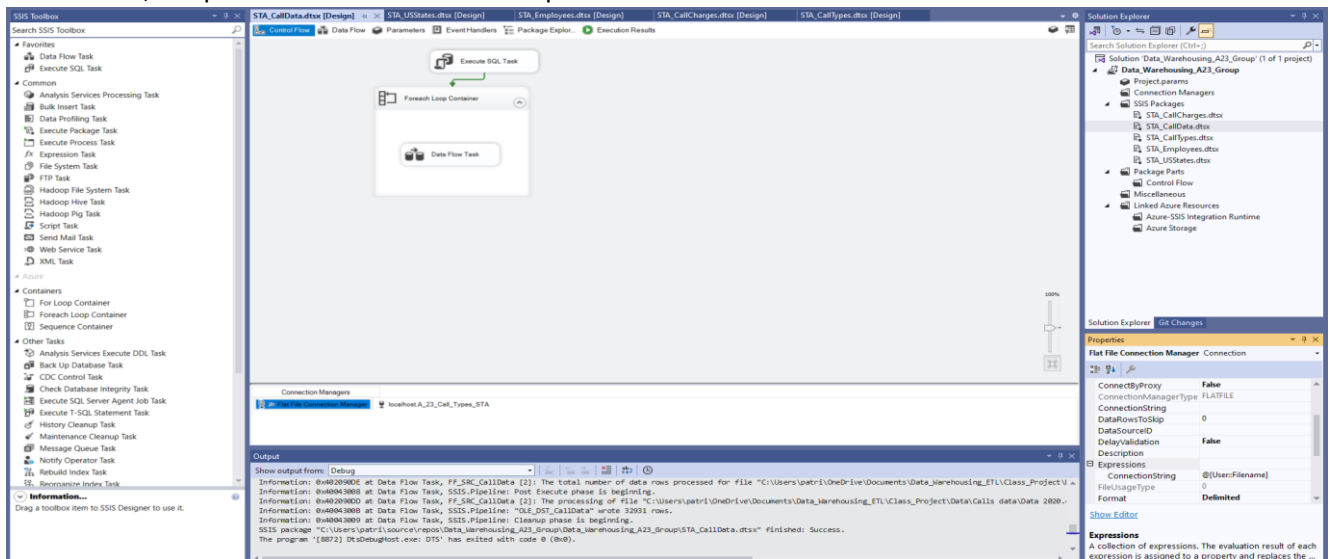 SSIS Toolbox
Search SSIS Toolbox
Favorites
Data Flow Task
Execute SQL Task
Common
Analysis Services Processing Task
Bulk Insert Task
Data Profiling Task
Execute Package Task
Execute Process Task
Expression Task
File System Task
FTP Task
Hadoop File System Task
Hadoop Hive Task
Hadoop Pig Task
Script Task
Send Mail Task
Web Service Task
XML Task
Azure
Containers
For Loop Container
Foreach Loop Container
Sequence Container
Other Tasks
Analysis Services Execute DDL Task
Back Up Database Task
CDC Control Task
Check Database Integrity Task
Execute SQL Server Agent Job Task
Execute T-SQL Statement Task
History Cleanup Task
Maintenance Cleanup Task
Message Queue Task
Notify Operator Task
Rebuild Index Task
Reorganize Index Task
Information...
Drag a toolbox item to SSIS Designer to use it.
STA_CallData.dtsx [Design] STA_USStates.dtsx [Design] STA_Employees.dtsx [Design] STA_CallCharges.dtsx [Design] STA_CallTypes.dtsx [Design]
Control Flow Data Flow Parameters Event Handlers Package Explor... Execution Results
Execute SQL Task
Foreach Loop Container
Data Flow Task
100%
Connection Managers
Flat File Connection Manager localhost.A_23_Call_Types_STA
Output
Show output from: Debug
Information: 0x402090DE at Data Flow Task, FF_SRC_CallData [2]: The total number of data rows processed for file "C:\Users\patri\OneDrive\Documents\Data_Warehousing_ETL\Class_Project\
Information: 0x40043008 at Data Flow Task, SSIS.Pipeline: Post Execute phase is beginning.
Information: 0x402090DD at Data Flow Task, FF_SRC_CallData [2]: The processing of file "C:\Users\patri\OneDrive\Documents\Data_Warehousing_ETL\Class_Project\Data\Calls data\Data 2020.
Information: 0x4004300B at Data Flow Task, SSIS.Pipeline: "OLE_DST_CallData" wrote 32931 rows.
Information: 0x40043009 at Data Flow Task, SSIS.Pipeline: Cleanup phase is beginning.
SSIS package "C:\Users\patri\source\repos\Data_Warehousing_A23_Group\Data_Warehousing_A23_Group\STA_CallData.dtsx" finished: Success.
The program '[8872] DtsDebugHost.exe: DTS' has exited with code 0 (0x0).
Solution Explorer
Search Solution Explorer (Ctrl+;)
Solution 'Data_Warehousing_A23_Group' (1 of 1 project)
Data_Warehousing_A23_Group
Project.params
Connection Managers
SSIS Packages
STA_CallCharges.dtsx
STA_CallData.dtsx
STA_CallTypes.dtsx
STA_Employees.dtsx
STA_USStates.dtsx
Package Parts
Control Flow
Miscellaneous
Linked Azure Resources
Azure-SSIS Integration Runtime
Azure Storage
Solution Explorer Git Changes
Properties
Flat File Connection Manager Connection
ConnectByProxy False
ConnectionManagerType FLATFILE
ConnectionString
DataRowsToSkip 0
DataSourceID
DelayValidation False
Description
Expressions
ConnectionString @[User::Filename]
FileUsageType 0
Format Delimited
Show Editor
Expressions
A collection of expressions. The evaluation result of each
expression is assigned to a property and replaces the ...